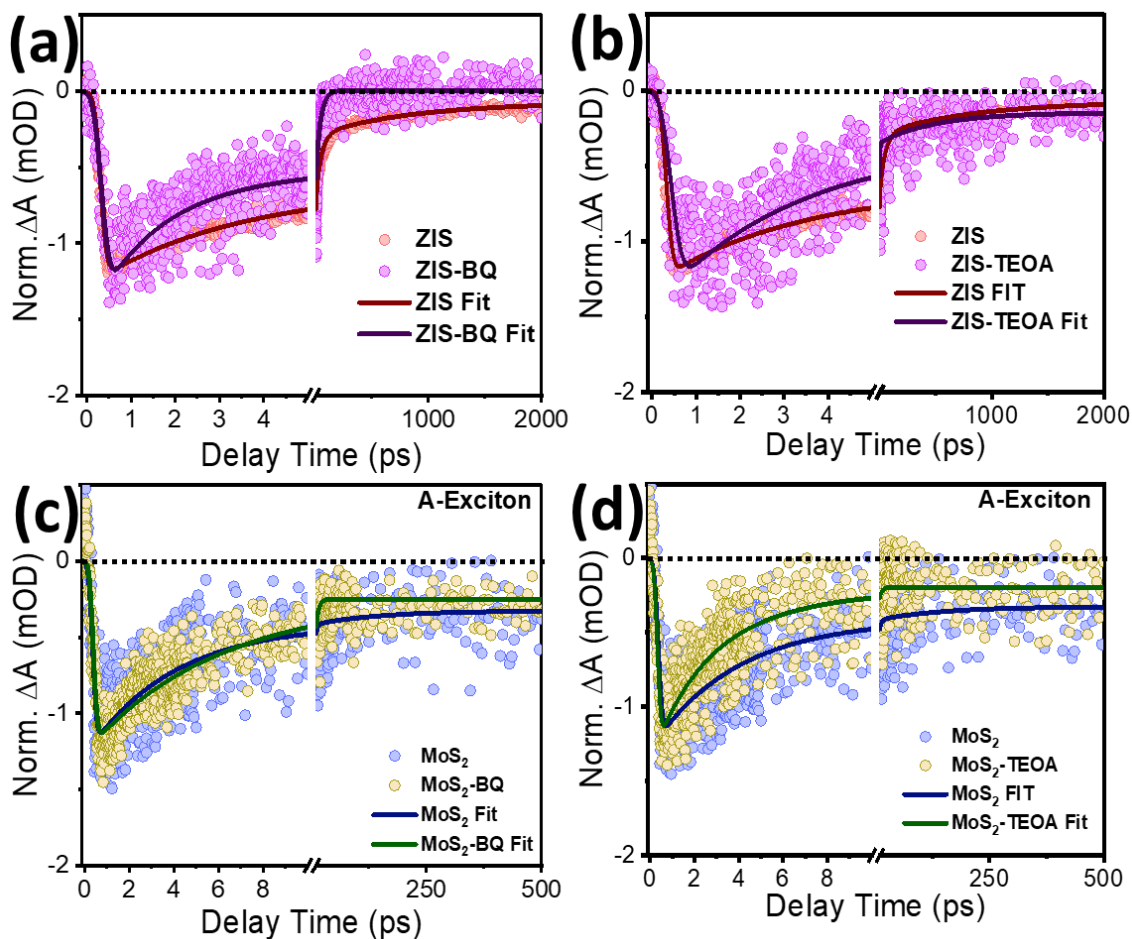 (a)
Norm.ΔA (mOD)
0
-1
-2
ZIS
ZIS-BQ
ZIS Fit
ZIS-BQ Fit
0 1 2 3 4 1000 2000
Delay Time (ps)
(b)
Norm. ΔA (mOD)
0
-1
-2
ZIS
ZIS-TEOA
ZIS FIT
ZIS-TEOA Fit
0 1 2 3 4 1000 2000
Delay Time (ps)
(c)
A-Exciton
Norm. ΔA (mOD)
0
-1
-2
MoS₂
MoS₂-BQ
MoS₂ Fit
MoS₂-BQ Fit
0 2 4 6 8 250 500
Delay Time (ps)
(d)
A-Exciton
Norm. ΔA (mOD)
0
-1
-2
MoS₂
MoS₂-TEOA
MoS₂ FIT
MoS₂-TEOA Fit
0 2 4 6 8 250 500
Delay Time (ps)